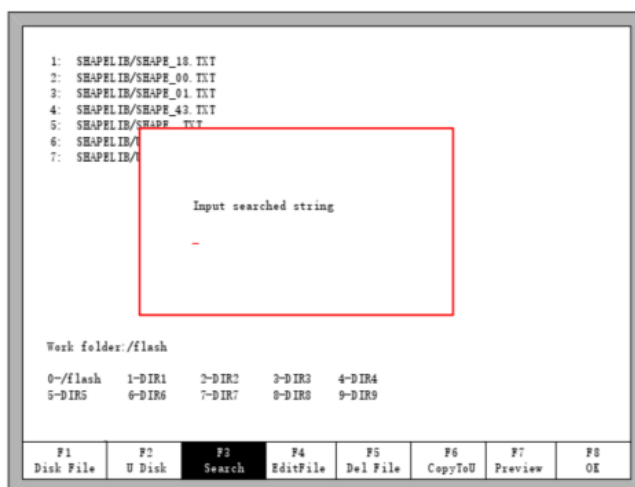 1: SHAPELIB/SHAPE_18.TXT
2: SHAPELIB/SHAPE_00.TXT
3: SHAPELIB/SHAPE_01.TXT
4: SHAPELIB/SHAPE_43.TXT
5: SHAPELIB/SHAPE__.TXT
6: SHAPELIB/
7: SHAPELIB/
Input searched string
_
Work folder:/flash
0-/flash 1-DIR1 2-DIR2 3-DIR3 4-DIR4
5-DIR5 6-DIR6 7-DIR7 8-DIR8 9-DIR9
F1 F2 F3 F4 F5 F6 F7 F8
Disk File U Disk Search EditFile Del File CopyToU Preview OK